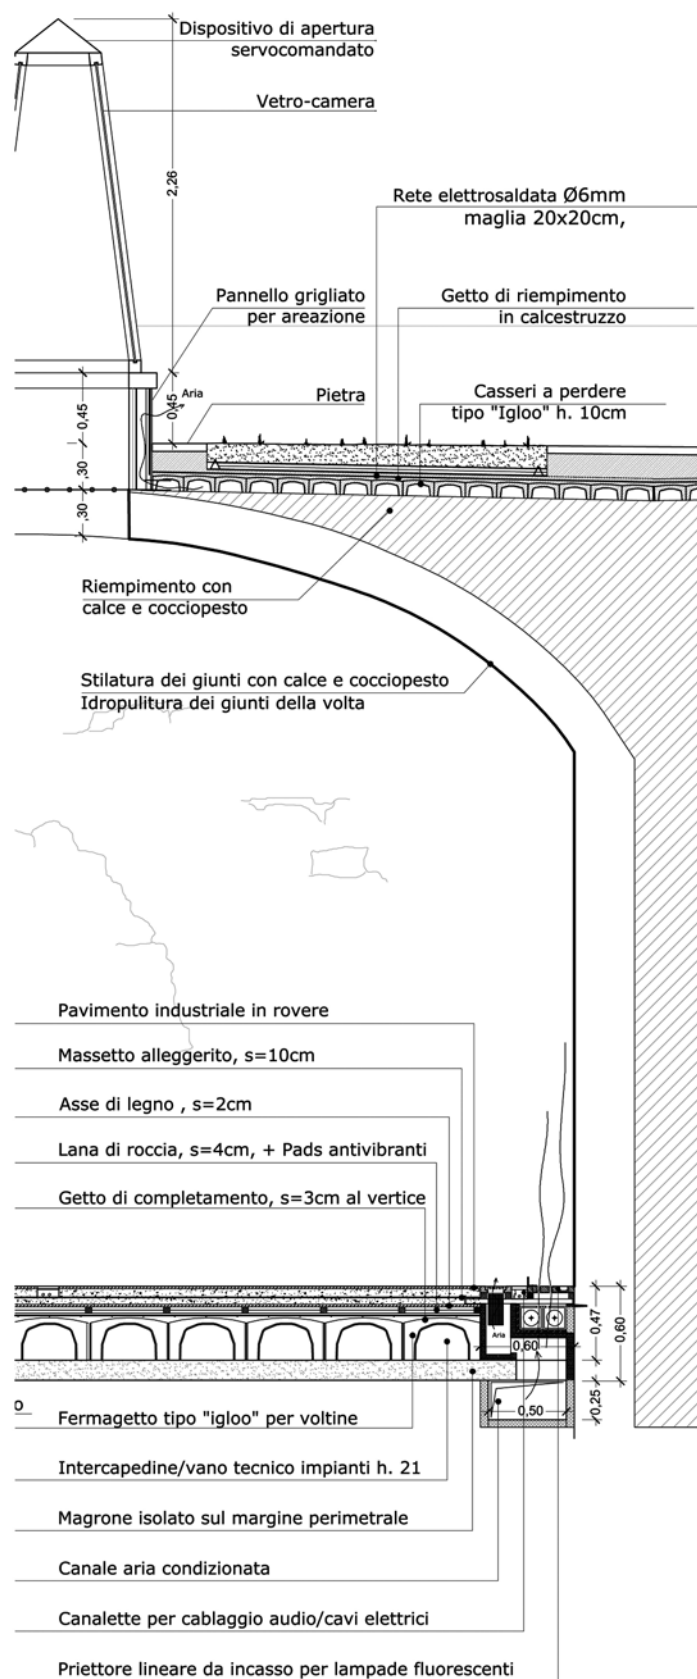 Dispositivo di apertura
servocomandato
Vetro-camera
2,26
Rete elettrosaldata Ø6mm
maglia 20x20cm,
Pannello grigliato
per areazione
Getto di riempimento
in calcestruzzo
Aria
Pietra
Casseri a perdere
tipo "Igloo" h. 10cm
0,45
0,45
,30
,30
Riempimento con
calce e cocciopesto
Stilatura dei giunti con calce e cocciopesto
Idropulitura dei giunti della volta
Pavimento industriale in rovere
Massetto alleggerito, s=10cm
Asse di legno , s=2cm
Lana di roccia, s=4cm, + Pads antivibranti
Getto di completamento, s=3cm al vertice
Aria
0,60
0,47
0,60
0,25
0,50
o
Fermagetto tipo "igloo" per voltine
Intercapedine/vano tecnico impianti h. 21
Magrone isolato sul margine perimetrale
Canale aria condizionata
Canalette per cablaggio audio/cavi elettrici
Priettore lineare da incasso per lampade fluorescenti